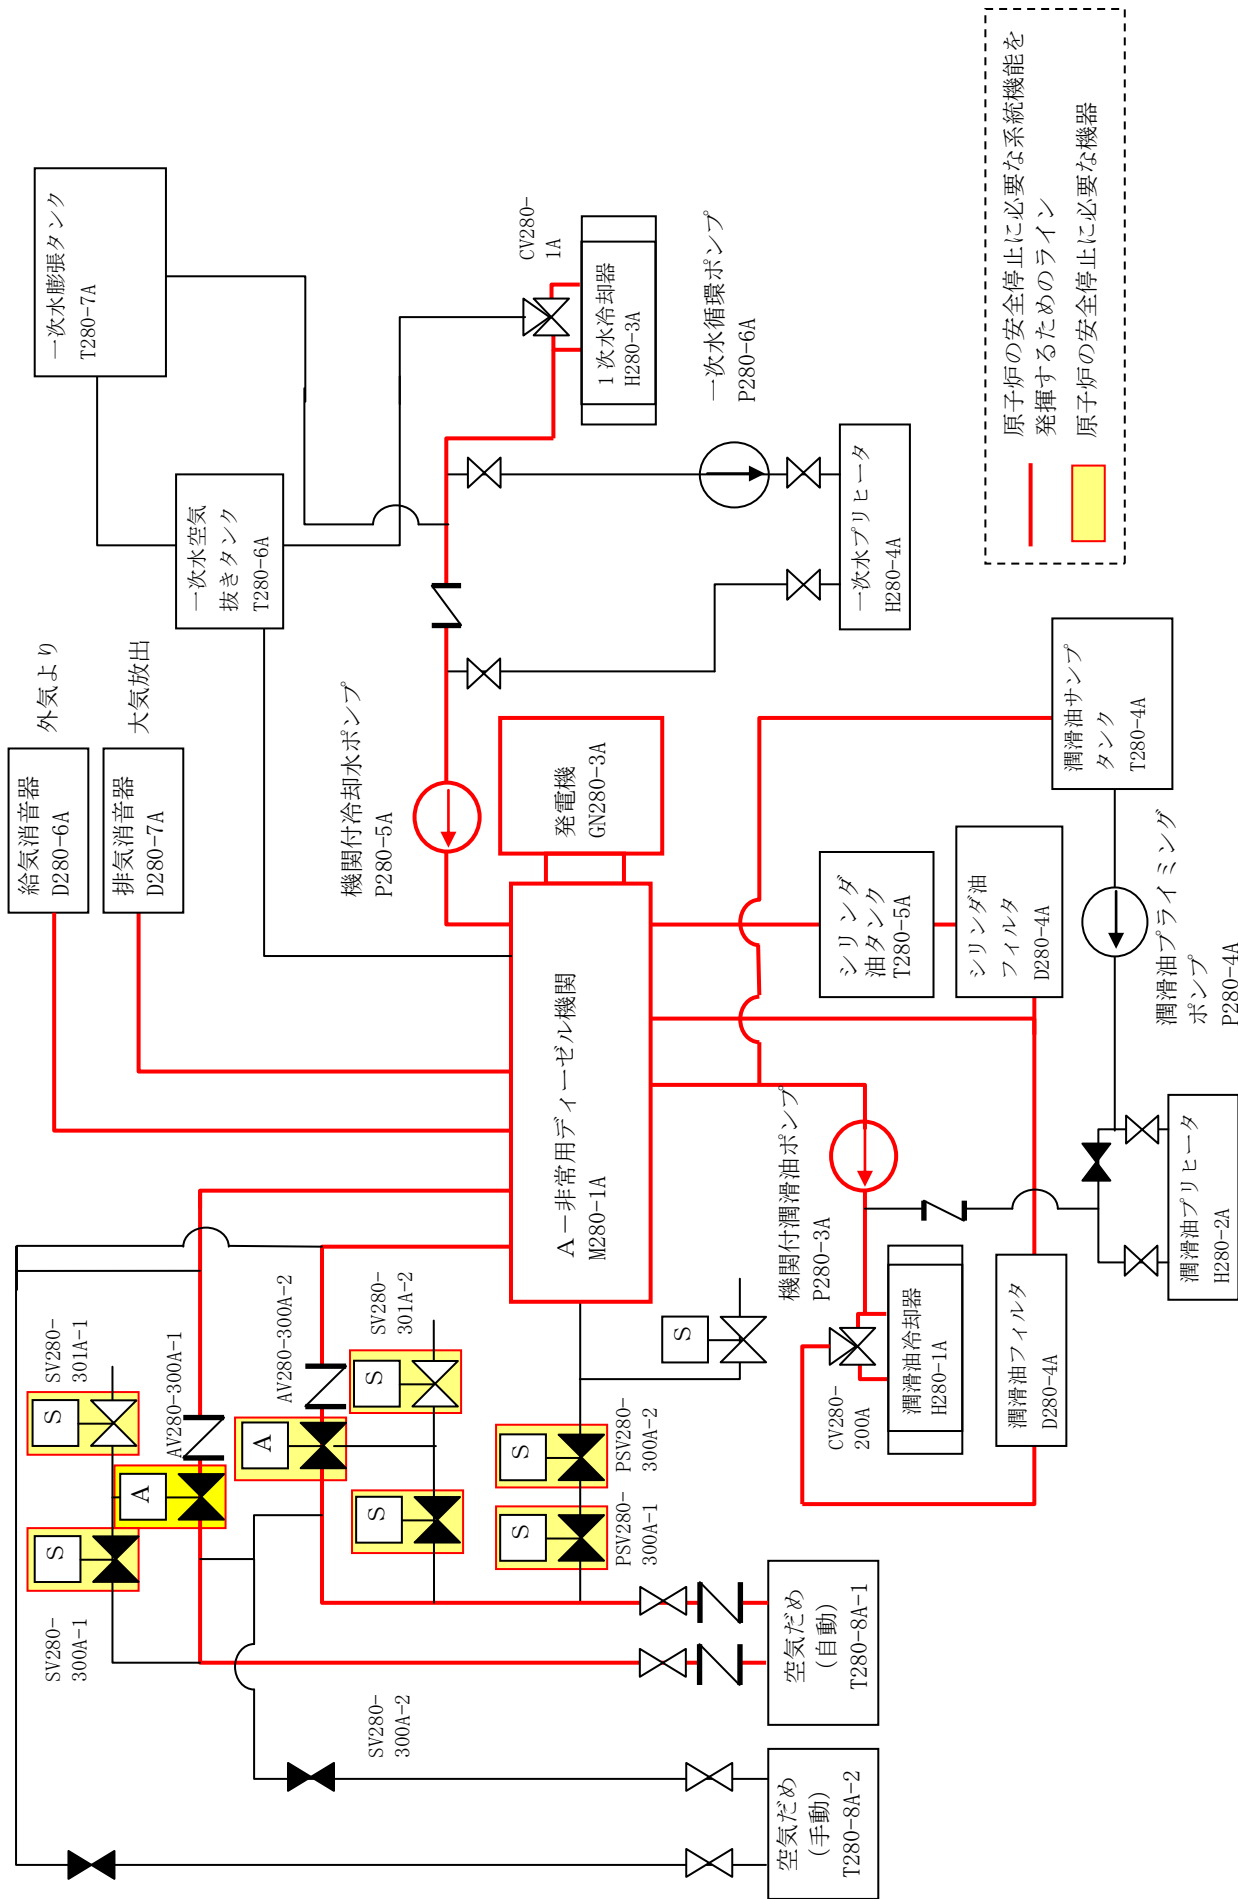 給気消音器
D280-6A
外気より
排気消音器
D280-7A
大気放出
一次水膨張タンク
T280-7A
一次水空気
抜きタンク
T280-6A
CV280-
1A
1次水冷却器
H280-3A
一次水循環ポンプ
P280-6A
一次水プリヒータ
H280-4A
機関付冷却水ポンプ
P280-5A
発電機
GN280-3A
A－非常用ディーゼル機関
M280-1A
SV280-
301A-1
S
AV280-300A-1
A
S
SV280-
300A-1
AV280-300A-2
A
SV280-
301A-2
S
S
SV280-
300A-2
S
PSV280-
300A-2
S
PSV280-
300A-1
S
空気だめ
(自動)
T280-8A-1
空気だめ
(手動)
T280-8A-2
機関付潤滑油ポンプ
P280-3A
CV280-
200A
潤滑油冷却器
H280-1A
潤滑油フィルタ
D280-4A
シリンダ
油タンク
T280-5A
シリンダ油
フィルタ
D280-4A
潤滑油サンプ
タンク
T280-4A
潤滑油プライミング
ポンプ
P280-4A
潤滑油プリヒータ
H280-2A
原子炉の安全停止に必要な系統機能を
発揮するためのライン
原子炉の安全停止に必要な機器